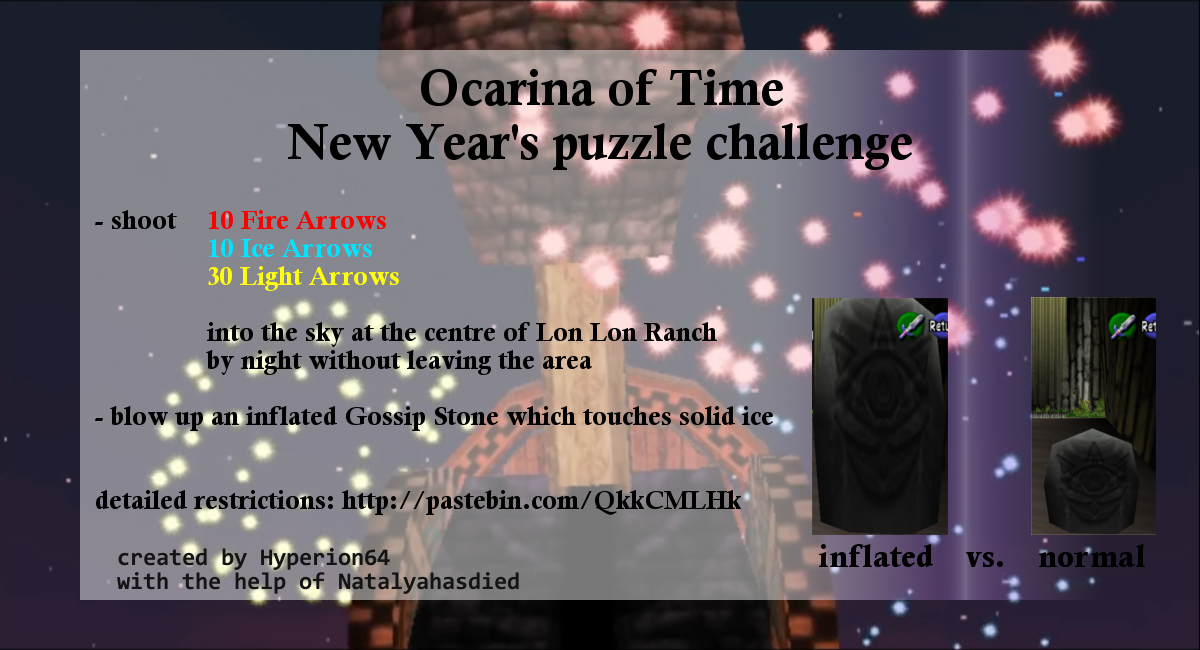 Ocarina of Time
New Year's puzzle challenge
- shoot 10 Fire Arrows
10 Ice Arrows
30 Light Arrows
into the sky at the centre of Lon Lon Ranch
by night without leaving the area
- blow up an inflated Gossip Stone which touches solid ice
detailed restrictions: http://pastebin.com/QkkCMLHk
created by Hyperion64
with the help of Natalyahasdied
Retu
Ret
inflated vs. normal